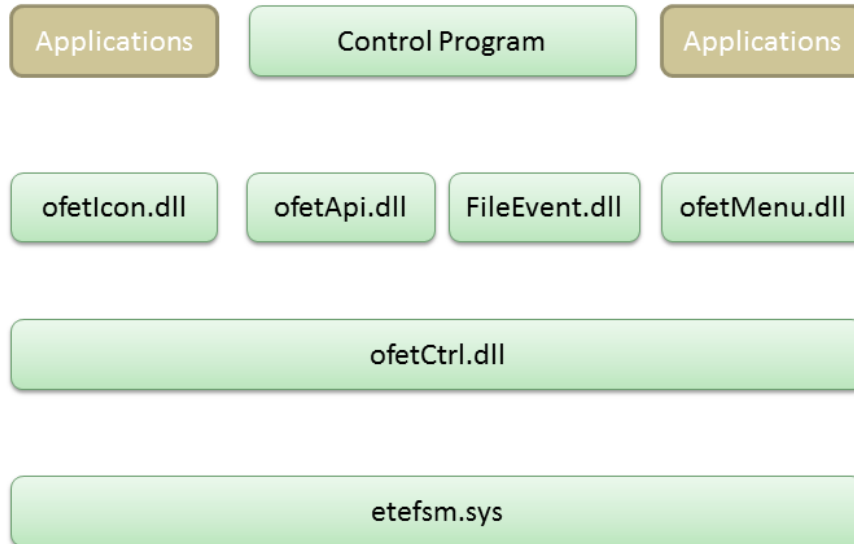 Applications
Control Program
Applications
ofetIcon.dll
ofetApi.dll
FileEvent.dll
ofetMenu.dll
ofetCtrl.dll
etefsm.sys